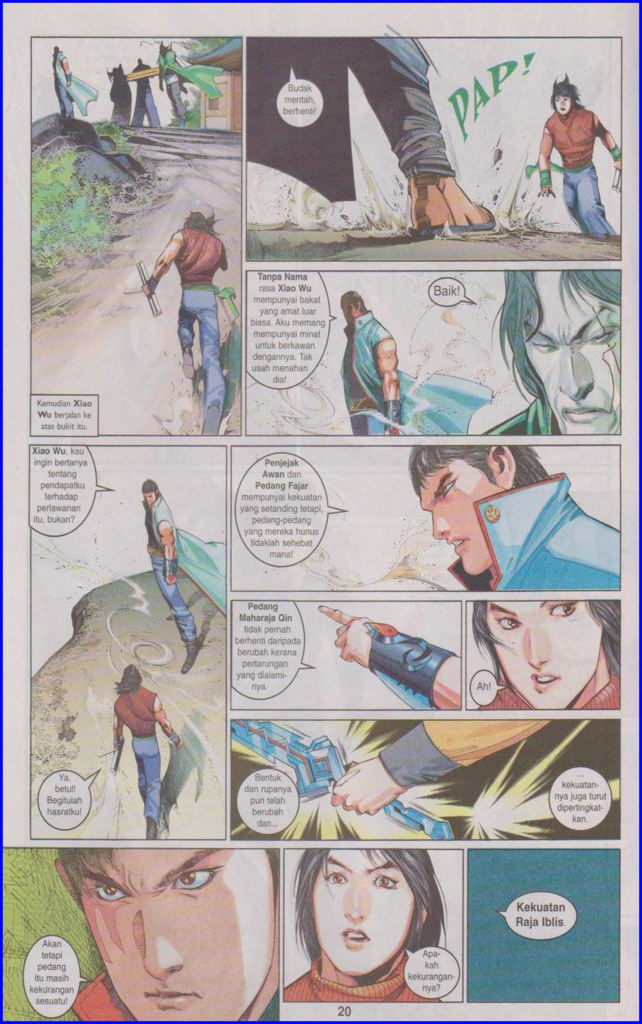 Budak
mentah,
berhenti!
PAP!
Kemudian Xiao
Wu berjalan ke
atas bukit itu.
Tanpa Nama
rasa Xiao Wu
mempunyai bakat
yang amat luar
biasa. Aku memang
mempunyai minat
untuk berkawan
dengannya. Tak
usah menahan
dia!
Baik!
Xiao Wu, kau
ingin bertanya
tentang
pendapatku
terhadap
perlawanan
itu, bukan?
Ya,
betul!
Begitulah
hasratku!
Penjejak
Awan dan
Pedang Fajar
mempunyai kekuatan
yang setanding tetapi,
pedang-pedang
yang mereka hunus
tidaklah sehebat
mana!
Pedang
Maharaja Qin
tidak pernah
berhenti daripada
berubah kerana
pertarungan
yang dialami-
nya.
Ah!
Bentuk
dan rupanya
pun telah
berubah
dan...
...
kekuatan-
nya juga turut
dipertingkat-
kan.
Akan
tetapi
pedang
itu masih
kekurangan
sesuatu!
Apa-
kah
kekurangan-
nya?
Kekuatan
Raja Iblis.
20